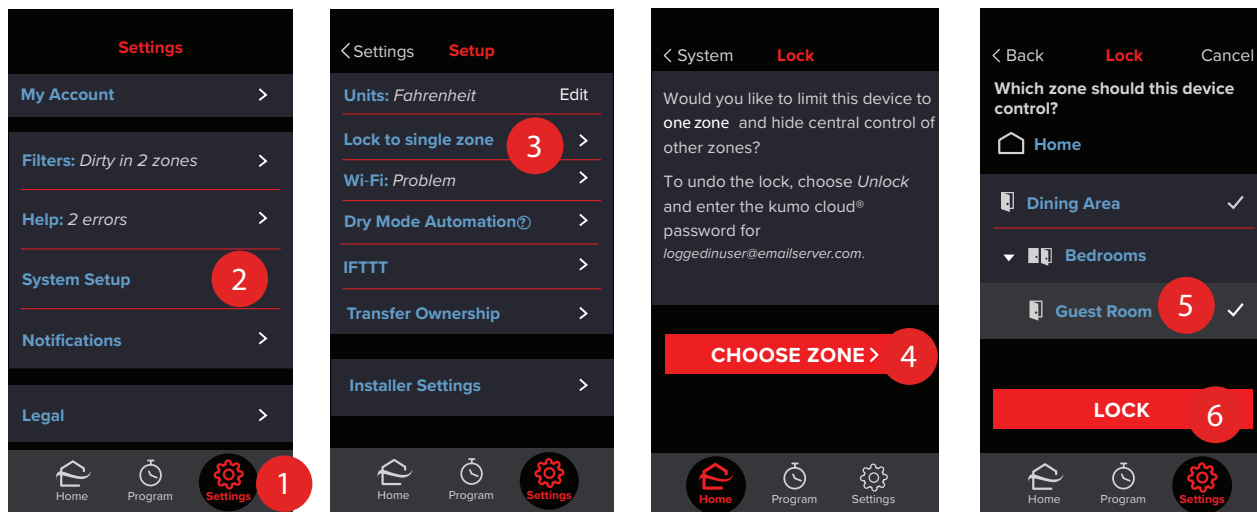 Settings
My Account
Filters: Dirty in 2 zones
Help: 2 errors
System Setup
2
Notifications
Legal
Home
Program
Settings
1
Settings
Setup
Units: Fahrenheit
Edit
Lock to single zone
3
Wi-Fi: Problem
Dry Mode Automation?
IFTTT
Transfer Ownership
Installer Settings
Home
Program
Settings
System
Lock
Would you like to limit this device to
one zone and hide central control of
other zones?
To undo the lock, choose Unlock
and enter the kumo cloud®
password for
loggedinuser@emailserver.com.
CHOOSE ZONE
4
Home
Program
Settings
Back
Lock
Cancel
Which zone should this device
control?
Home
Dining Area
Bedrooms
Guest Room
5
LOCK
6
Home
Program
Settings